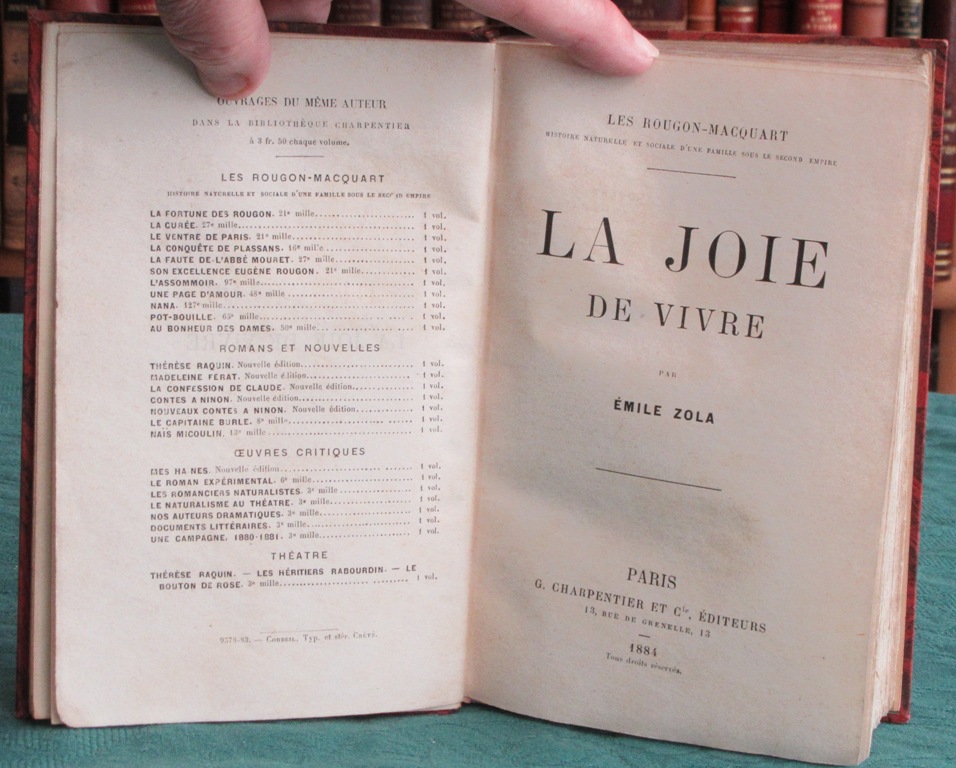 OUVRAGES DU MÊME AUTEUR
DANS LA BIBLIOTHÈQUE CHARPENTIER
à 3 fr. 50 chaque volume.
LES ROUGON-MACQUART
HISTOIRE NATURELLE ET SOCIALE D'UNE FAMILLE SOUS LE SECOND EMPIRE
LA FORTUNE DES ROUGON. 21e mille. 1 vol.
LA CURÉE. 27e mille. 1 vol.
LE VENTRE DE PARIS. 21e mille. 1 vol.
LA CONQUÊTE DE PLASSANS. 16e mille 1 vol.
LA FAUTE DE L'ABBÉ MOURET. 27e mille. 1 vol.
SON EXCELLENCE EUGÈNE ROUGON. 21e mille. 1 vol.
L'ASSOMMOIR. 97e mille. 1 vol.
UNE PAGE D'AMOUR. 48e mille 1 vol.
NANA. 127e mille. 1 vol.
POT-BOUILLE. 65e mille. 1 vol.
AU BONHEUR DES DAMES. 50e mille. 1 vol.
ROMANS ET NOUVELLES
THÉRÈSE RAQUIN. Nouvelle édition. 1 vol.
MADELEINE FÉRAT. Nouvelle édition. 1 vol.
LA CONFESSION DE CLAUDE. Nouvelle édition. 1 vol.
CONTES A NINON. Nouvelle édition. 1 vol.
NOUVEAUX CONTES A NINON. Nouvelle édition. 1 vol.
LE CAPITAINE BURLE. 8e mille. 1 vol.
NAÏS MICOULIN. 13e mille 1 vol.
ŒUVRES CRITIQUES
MES HAINES. Nouvelle édition. 1 vol.
LE ROMAN EXPÉRIMENTAL. 6e mille. 1 vol.
LES ROMANCIERS NATURALISTES. 3e mille 1 vol.
LE NATURALISME AU THÉATRE. 3e mille. 1 vol.
NOS AUTEURS DRAMATIQUES. 3e mille. 1 vol.
DOCUMENTS LITTÉRAIRES. 3e mille. 1 vol.
UNE CAMPAGNE, 1880-1881. 3e mille. 1 vol.
THÉATRE
THÉRÈSE RAQUIN. — LES HÉRITIERS RABOURDIN. — LE
BOUTON DE ROSE. 3e mille. 1 vol.
9578-83. — CORBEIL. Typ. et stér. CRÉTÉ.
LES ROUGON-MACQUART
HISTOIRE NATURELLE ET SOCIALE D'UNE FAMILLE SOUS LE SECOND EMPIRE
LA JOIE
DE VIVRE
PAR
ÉMILE ZOLA
PARIS
G. CHARPENTIER ET Cie, ÉDITEURS
13, RUE DE GRENELLE, 13
1884
Tous droits réservés.